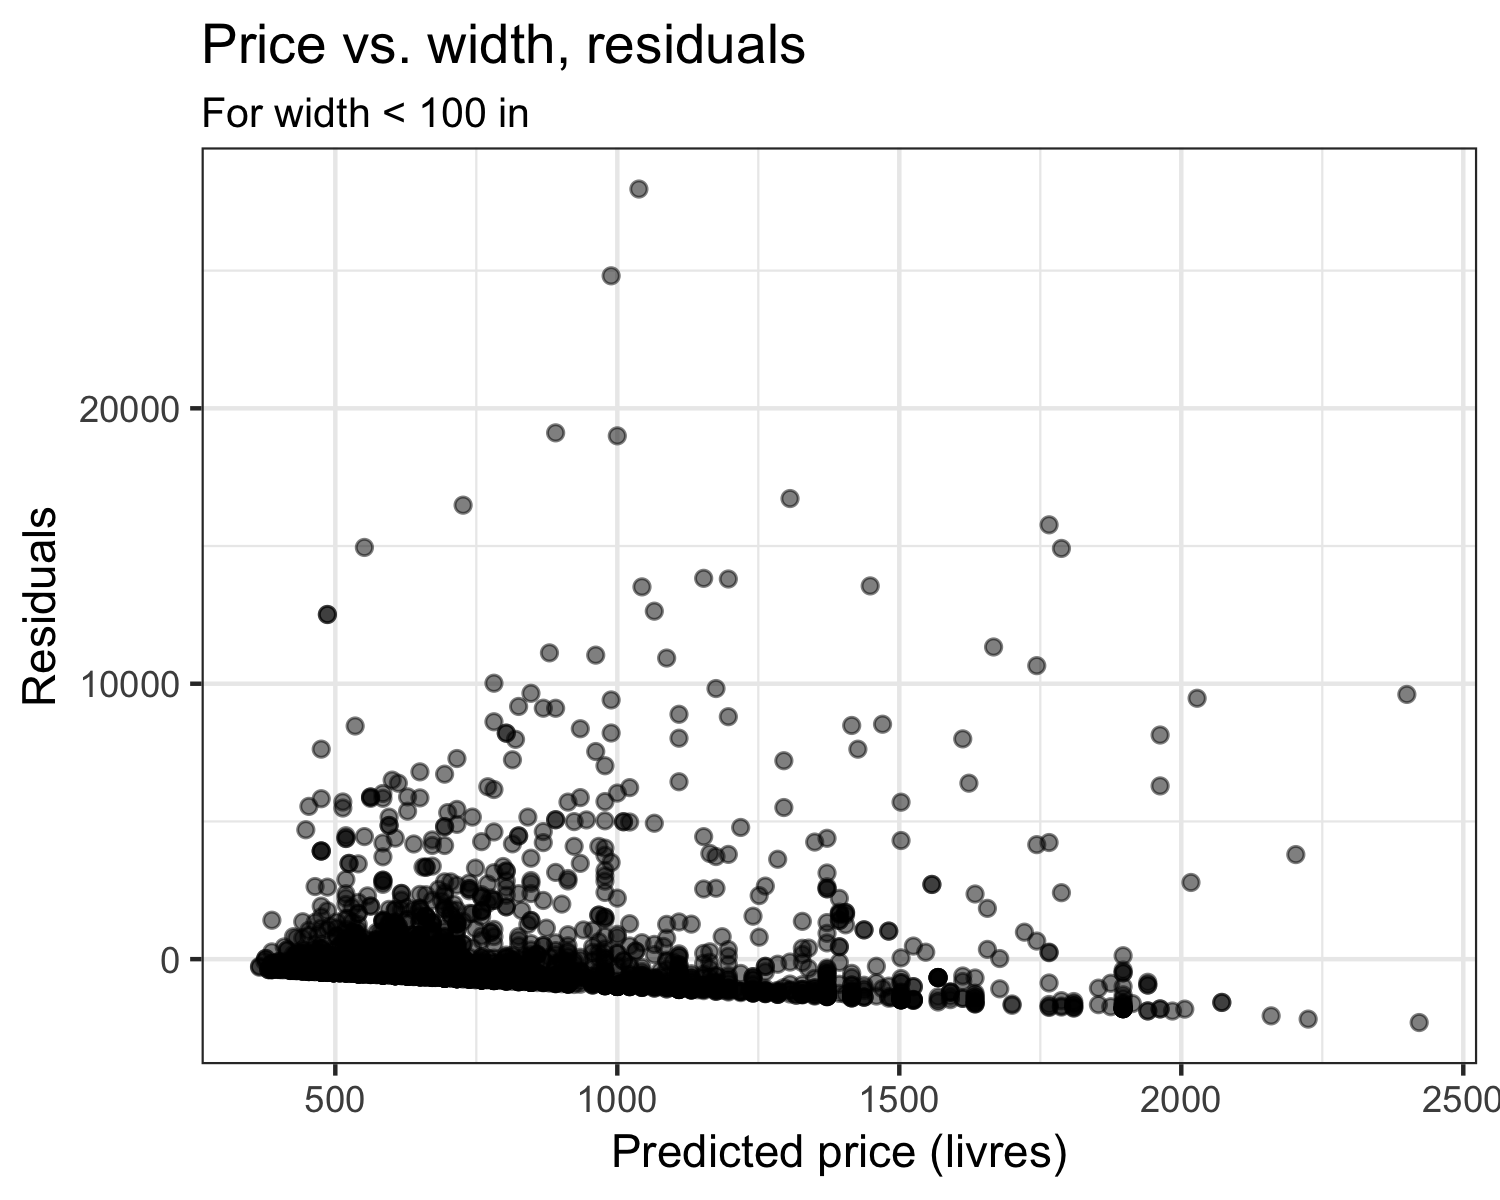 Price vs. width, residuals
For width < 100 in
20000
10000
0
Residuals
500 1000 1500 2000 2500
Predicted price (livres)